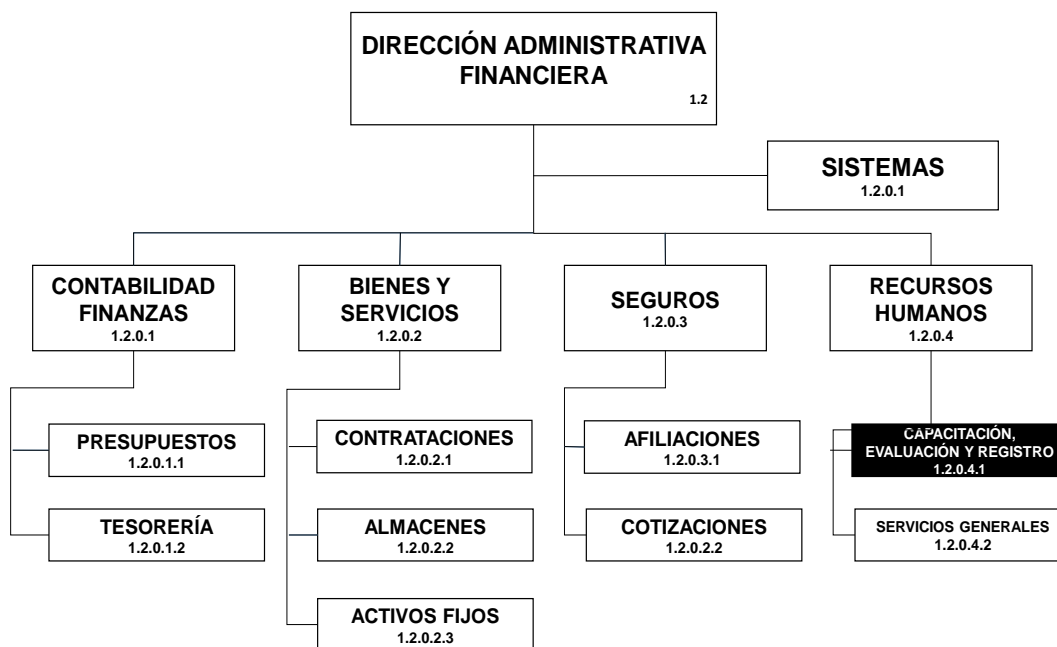 DIRECCIÓN ADMINISTRATIVA
FINANCIERA
1.2
SISTEMAS
1.2.0.1
CONTABILIDAD
FINANZAS
1.2.0.1
BIENES Y
SERVICIOS
1.2.0.2
SEGUROS
1.2.0.3
RECURSOS
HUMANOS
1.2.0.4
PRESUPUESTOS
1.2.0.1.1
CONTRATACIONES
1.2.0.2.1
AFILIACIONES
1.2.0.3.1
CAPACITACIÓN,
EVALUACIÓN Y REGISTRO
1.2.0.4.1
TESORERÍA
1.2.0.1.2
ALMACENES
1.2.0.2.2
COTIZACIONES
1.2.0.2.2
SERVICIOS GENERALES
1.2.0.4.2
ACTIVOS FIJOS
1.2.0.2.3